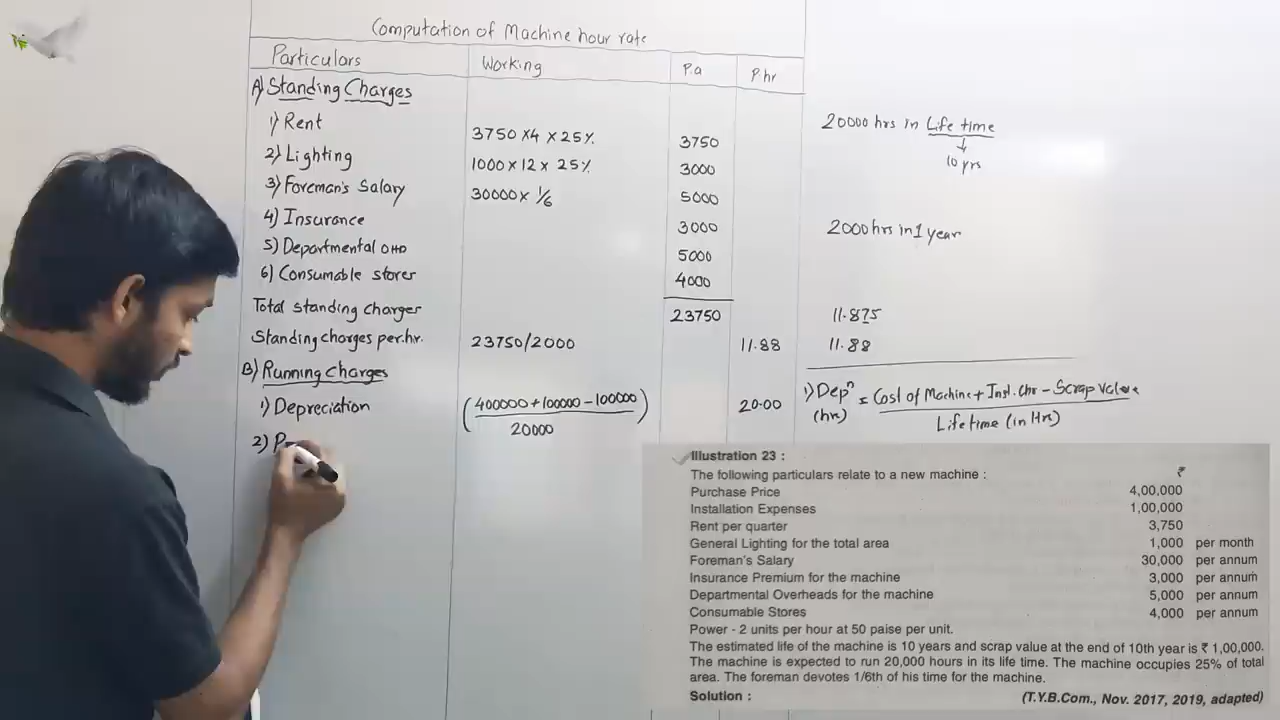 Computation of Machine hour rate
Particulars Working P.a P.hr
A) Standing Charges
1) Rent 3750 x4 x 25% 3750
2) Lighting 1000 x 12 x 25% 3000
3) Foreman's Salary 30000 x 1/6 5000
4) Insurance 3000
5) Departmental OHD 5000
6) Consumable stores 4000
Total standing charges 23750
Standing charges per.hr. 23750/2000 11.88
B) Running Charges
1) Depreciation (400000 + 100000 - 100000 / 20000) 20.00
2) P
20000 hrs in Life time
↓
10 yrs
2000 hrs in 1 year
11.875
11.88
1) Depn (hr) = Cost of Machine + Inst. Chr - Scrap Value
Life time (in Hrs)
Illustration 23 :
The following particulars relate to a new machine : ₹
Purchase Price 4,00,000
Installation Expenses 1,00,000
Rent per quarter 3,750
General Lighting for the total area 1,000 per month
Foreman's Salary 30,000 per annum
Insurance Premium for the machine 3,000 per annum
Departmental Overheads for the machine 5,000 per annum
Consumable Stores 4,000 per annum
Power - 2 units per hour at 50 paise per unit.
The estimated life of the machine is 10 years and scrap value at the end of 10th year is ₹ 1,00,000.
The machine is expected to run 20,000 hours in its life time. The machine occupies 25% of total
area. The foreman devotes 1/6th of his time for the machine.
Solution : (T.Y.B.Com., Nov. 2017, 2019, adapted)